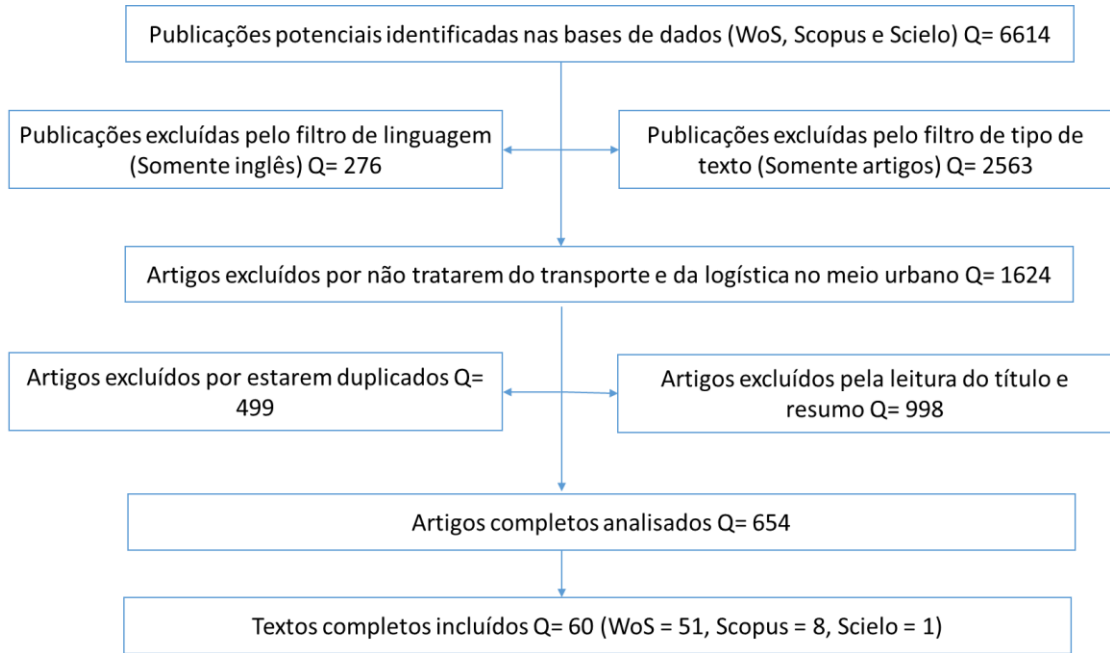 Publicações potenciais identificadas nas bases de dados (WoS, Scopus e Scielo) Q= 6614
Publicações excluídas pelo filtro de linguagem
(Somente inglês) Q= 276
Publicações excluídas pelo filtro de tipo de
texto (Somente artigos) Q= 2563
Artigos excluídos por não tratarem do transporte e da logística no meio urbano Q= 1624
Artigos excluídos por estarem duplicados Q=
499
Artigos excluídos pela leitura do título e
resumo Q= 998
Artigos completos analisados Q= 654
Textos completos incluídos Q= 60 (WoS = 51, Scopus = 8, Scielo = 1)